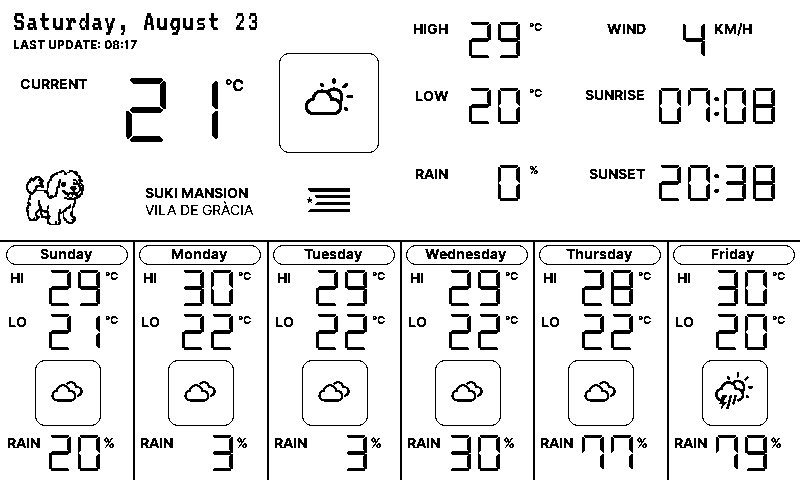 Saturday, August 23
LAST UPDATE: 08:17
CURRENT 21 °C
SUKI MANSION
VILA DE GRÀCIA
HIGH 29 °C
LOW 20 °C
RAIN 0 %
WIND 4 KM/H
SUNRISE 07:08
SUNSET 20:38
Sunday
HI 29 °C
LO 21 °C
RAIN 20 %
Monday
HI 30 °C
LO 22 °C
RAIN 3 %
Tuesday
HI 29 °C
LO 22 °C
RAIN 3 %
Wednesday
HI 29 °C
LO 22 °C
RAIN 30 %
Thursday
HI 28 °C
LO 22 °C
RAIN 77 %
Friday
HI 30 °C
LO 20 °C
RAIN 79 %